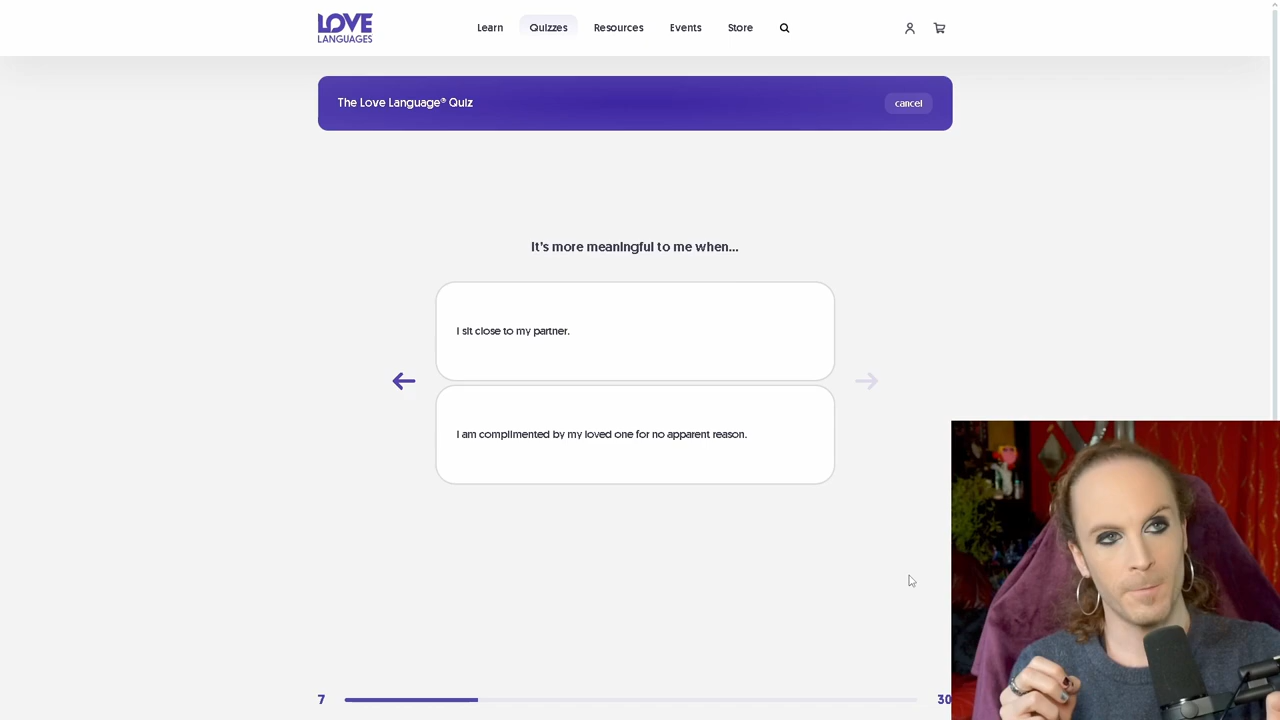 LOVE
LANGUAGES
Learn Quizzes Resources Events Store
The Love Language® Quiz cancel
It's more meaningful to me when...
I sit close to my partner.
I am complimented by my loved one for no apparent reason.
7 30